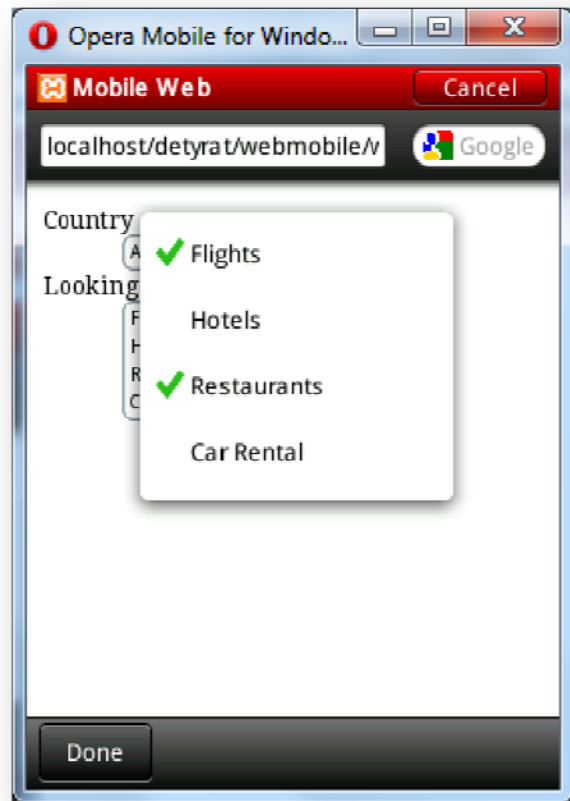 Opera Mobile for Windo...
Mobile Web
Cancel
localhost/detyrat/webmobile/
Google
Country
A
Flights
Looking
F
Hotels
H
R
Restaurants
C
Car Rental
Done